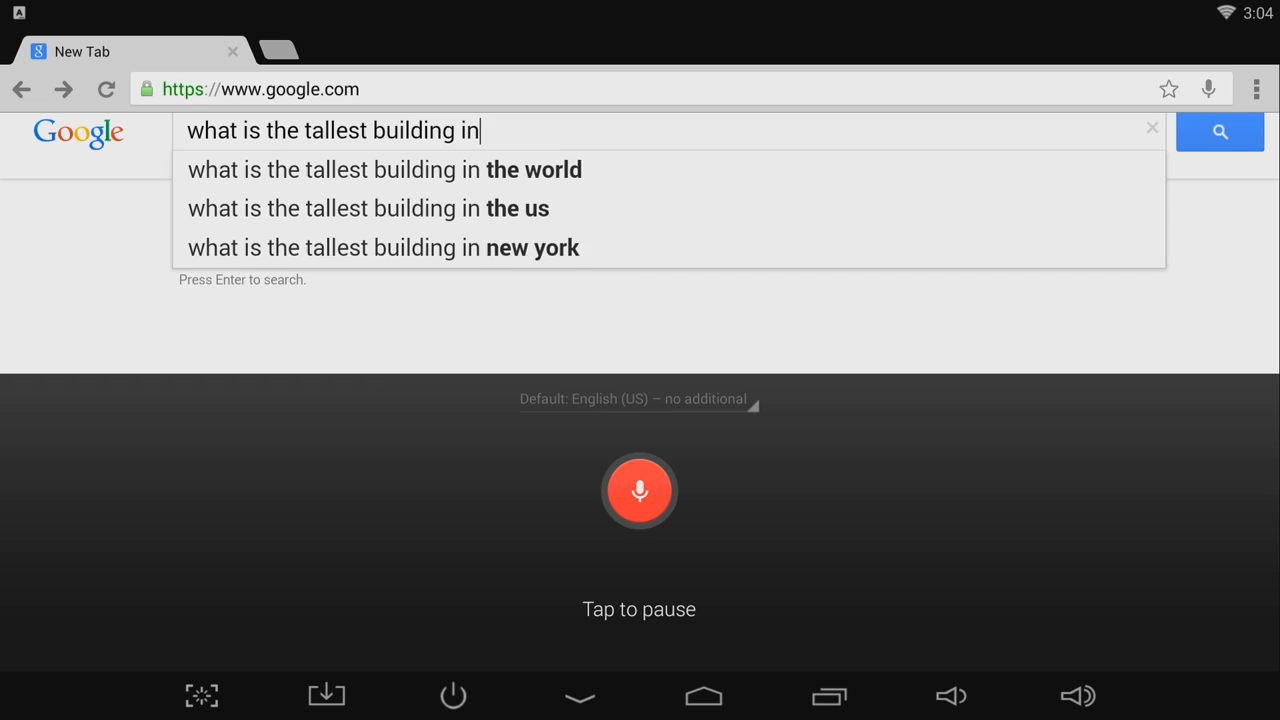 A
3:04
8 New Tab
https://www.google.com
Google
what is the tallest building in
what is the tallest building in the world
what is the tallest building in the us
what is the tallest building in new york
Press Enter to search.
Default: English (US) – no additional
Tap to pause